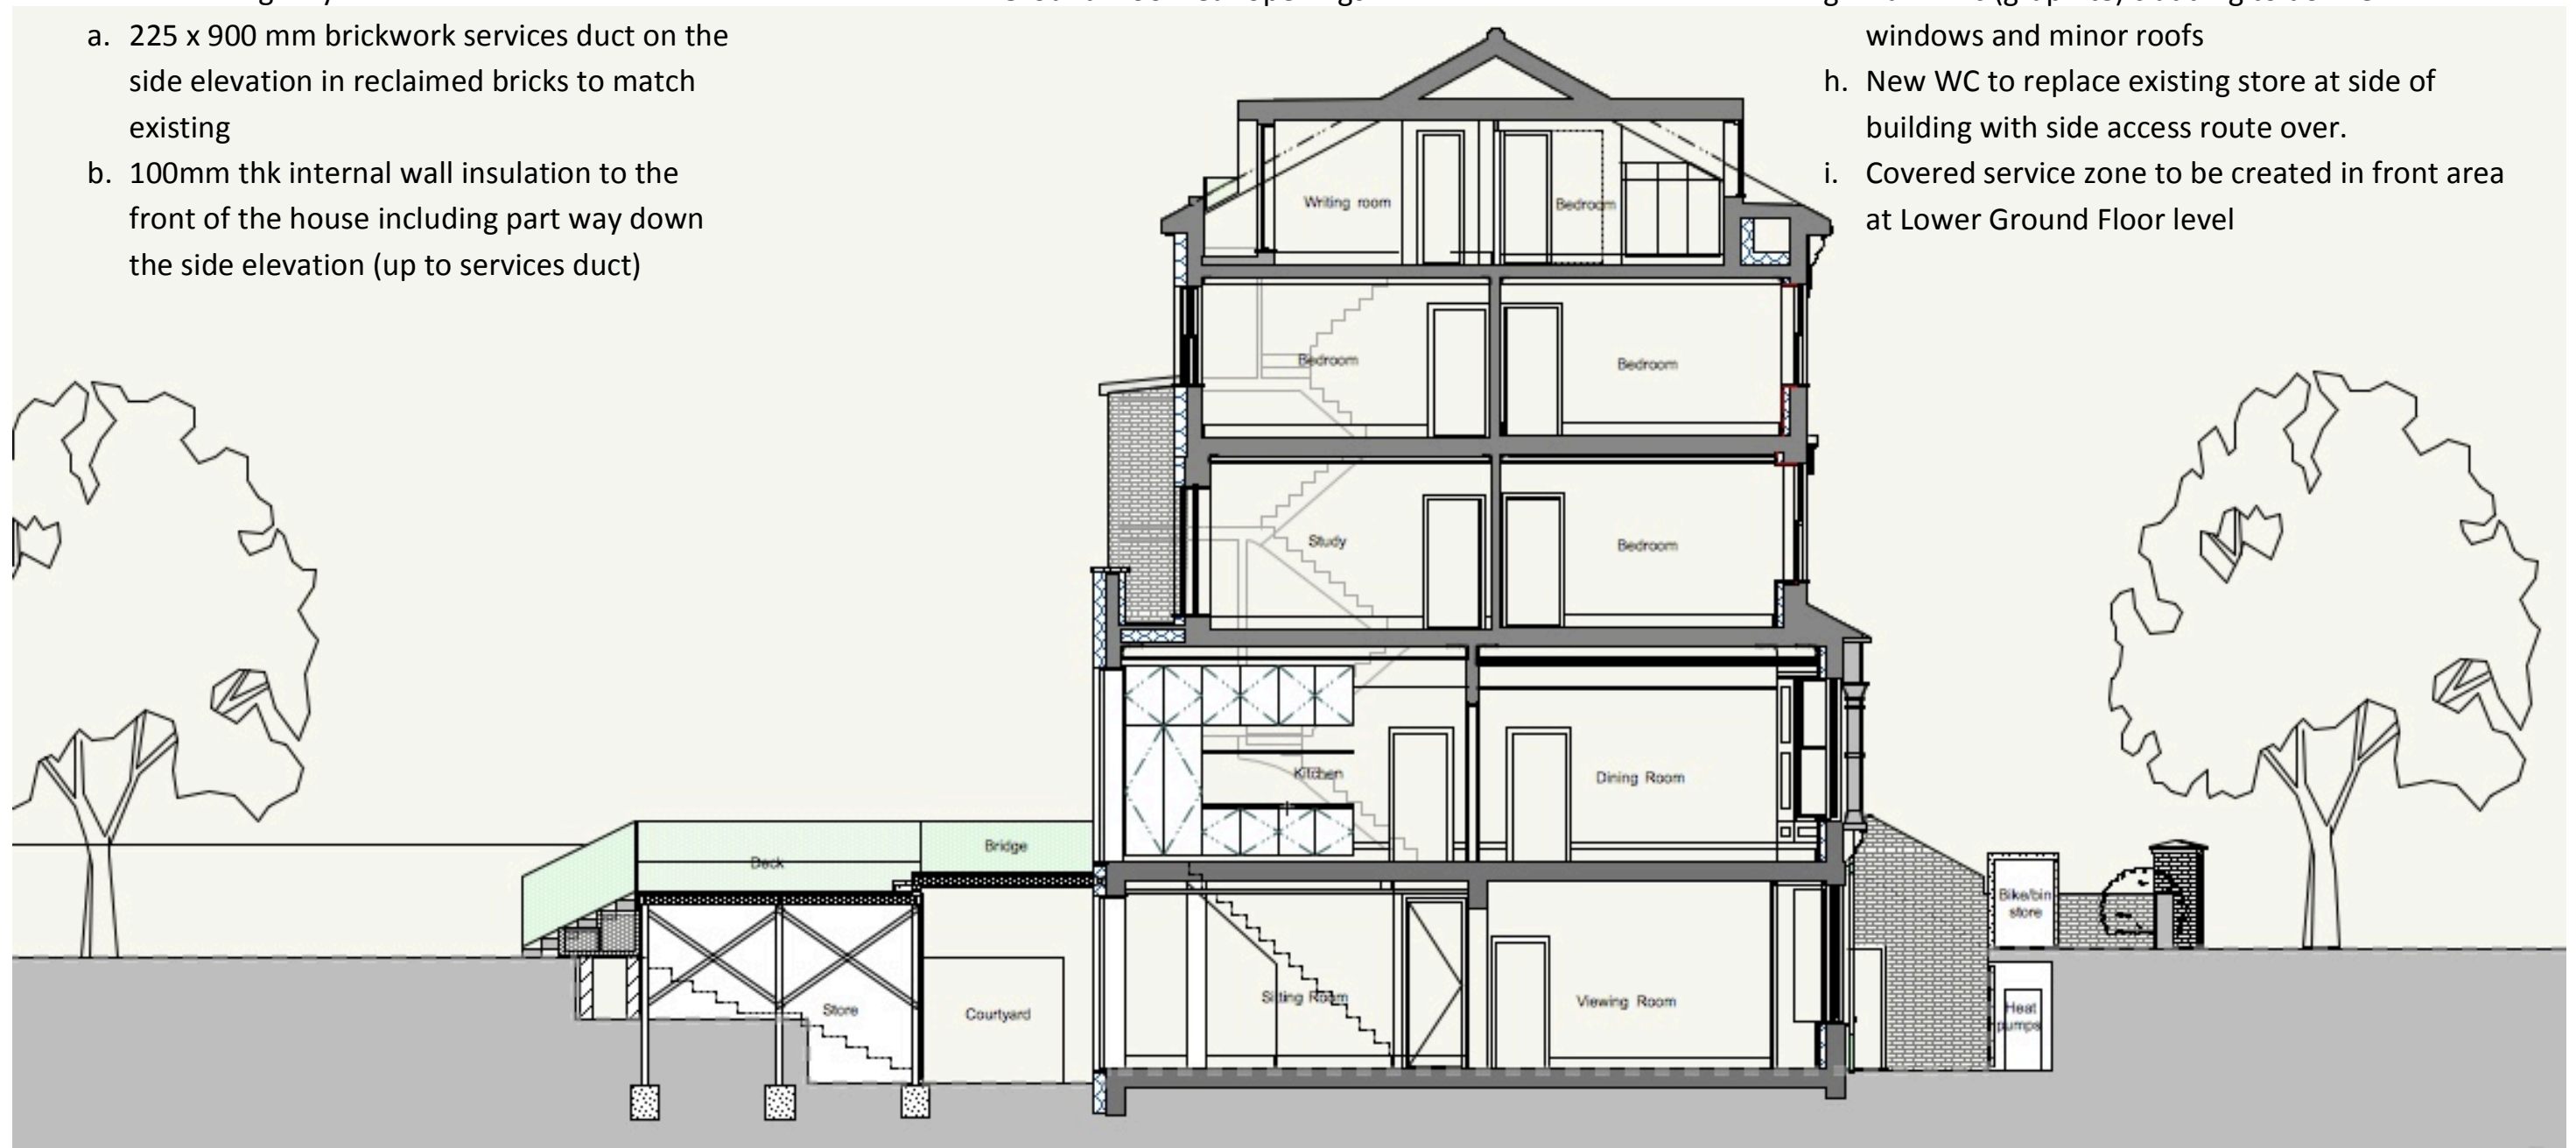 a. 225 x 900 mm brickwork services duct on the
side elevation in reclaimed bricks to match
existing
b. 100mm thk internal wall insulation to the
front of the house including part way down
the side elevation (up to services duct)
windows and minor roofs
h. New WC to replace existing store at side of
building with side access route over.
i. Covered service zone to be created in front area
at Lower Ground Floor level
Writing room
Bedroom
Bedroom
Bedroom
Study
Bedroom
Kitchen
Dining Room
Deck
Bridge
Bike/bin
store
Store
Courtyard
Sitting Room
Viewing Room
Heat
pumps